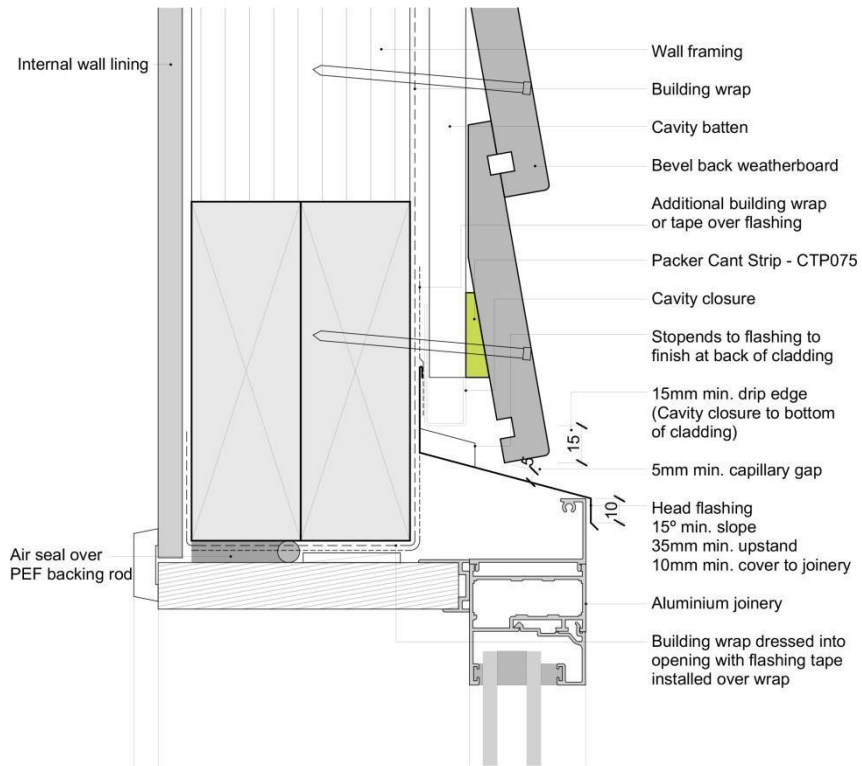 Internal wall lining
Wall framing
Building wrap
Cavity batten
Bevel back weatherboard
Additional building wrap
or tape over flashing
Packer Cant Strip - CTP075
Cavity closure
Stopends to flashing to
finish at back of cladding
15mm min. drip edge
(Cavity closure to bottom
of cladding)
15
5
5mm min. capillary gap
10
Head flashing
15º min. slope
35mm min. upstand
10mm min. cover to joinery
Air seal over
PEF backing rod
Aluminium joinery
Building wrap dressed into
opening with flashing tape
installed over wrap